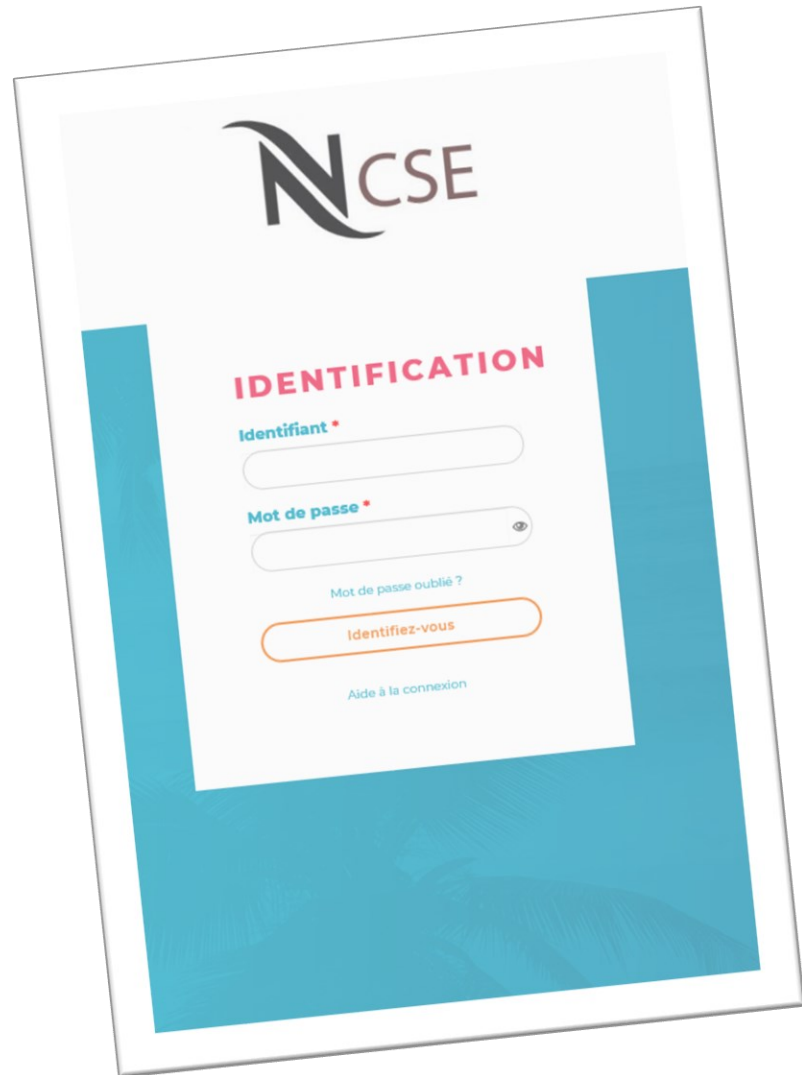 NCSE
IDENTIFICATION
Identifiant *
Mot de passe *
Mot de passe oublié ?
Identifiez-vous
Aide à la connexion